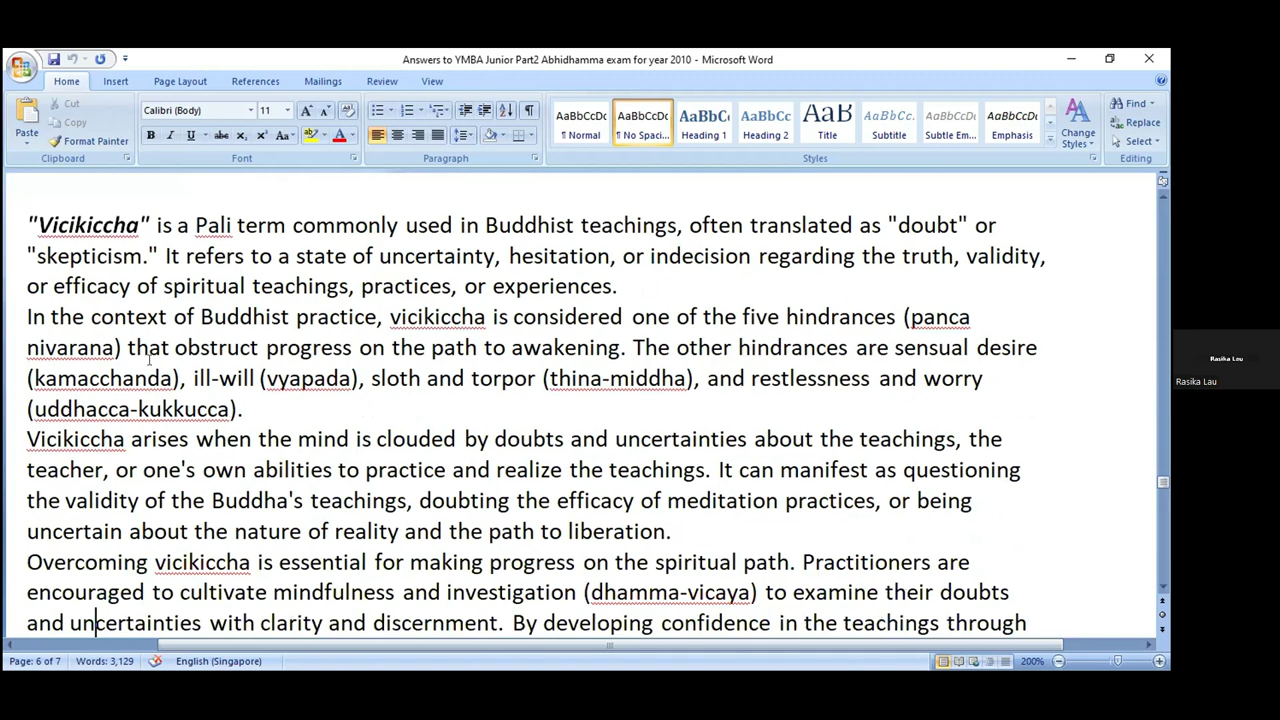 Answers to YMBA Junior Part2 Abhidhamma exam for year 2010 - Microsoft Word
Home Insert Page Layout References Mailings Review View
Cut
Copy
Format Painter
Paste
Calibri (Body) 11
AaBbCcDc AaBbCcDc AaBbC AaBbCc AaB AaBbCc. AaBbCcDc AaBbCcDc
¶ Normal ¶ No Spaci... Heading 1 Heading 2 Title Subtitle Subtle Em... Emphasis
Change
Styles
Find
Replace
Select
Clipboard Font Paragraph Styles Editing
"Vicikiccha" is a Pali term commonly used in Buddhist teachings, often translated as "doubt" or
"skepticism." It refers to a state of uncertainty, hesitation, or indecision regarding the truth, validity,
or efficacy of spiritual teachings, practices, or experiences.
In the context of Buddhist practice, vicikiccha is considered one of the five hindrances (panca
nivarana) that obstruct progress on the path to awakening. The other hindrances are sensual desire
(kamacchanda), ill-will (vyapada), sloth and torpor (thina-middha), and restlessness and worry
(uddhacca-kukkucca).
Vicikiccha arises when the mind is clouded by doubts and uncertainties about the teachings, the
teacher, or one's own abilities to practice and realize the teachings. It can manifest as questioning
the validity of the Buddha's teachings, doubting the efficacy of meditation practices, or being
uncertain about the nature of reality and the path to liberation.
Overcoming vicikiccha is essential for making progress on the spiritual path. Practitioners are
encouraged to cultivate mindfulness and investigation (dhamma-vicaya) to examine their doubts
and uncertainties with clarity and discernment. By developing confidence in the teachings through
Page: 6 of 7 Words: 3,129 English (Singapore) 200%
Rasika Lau
Rasika Lau